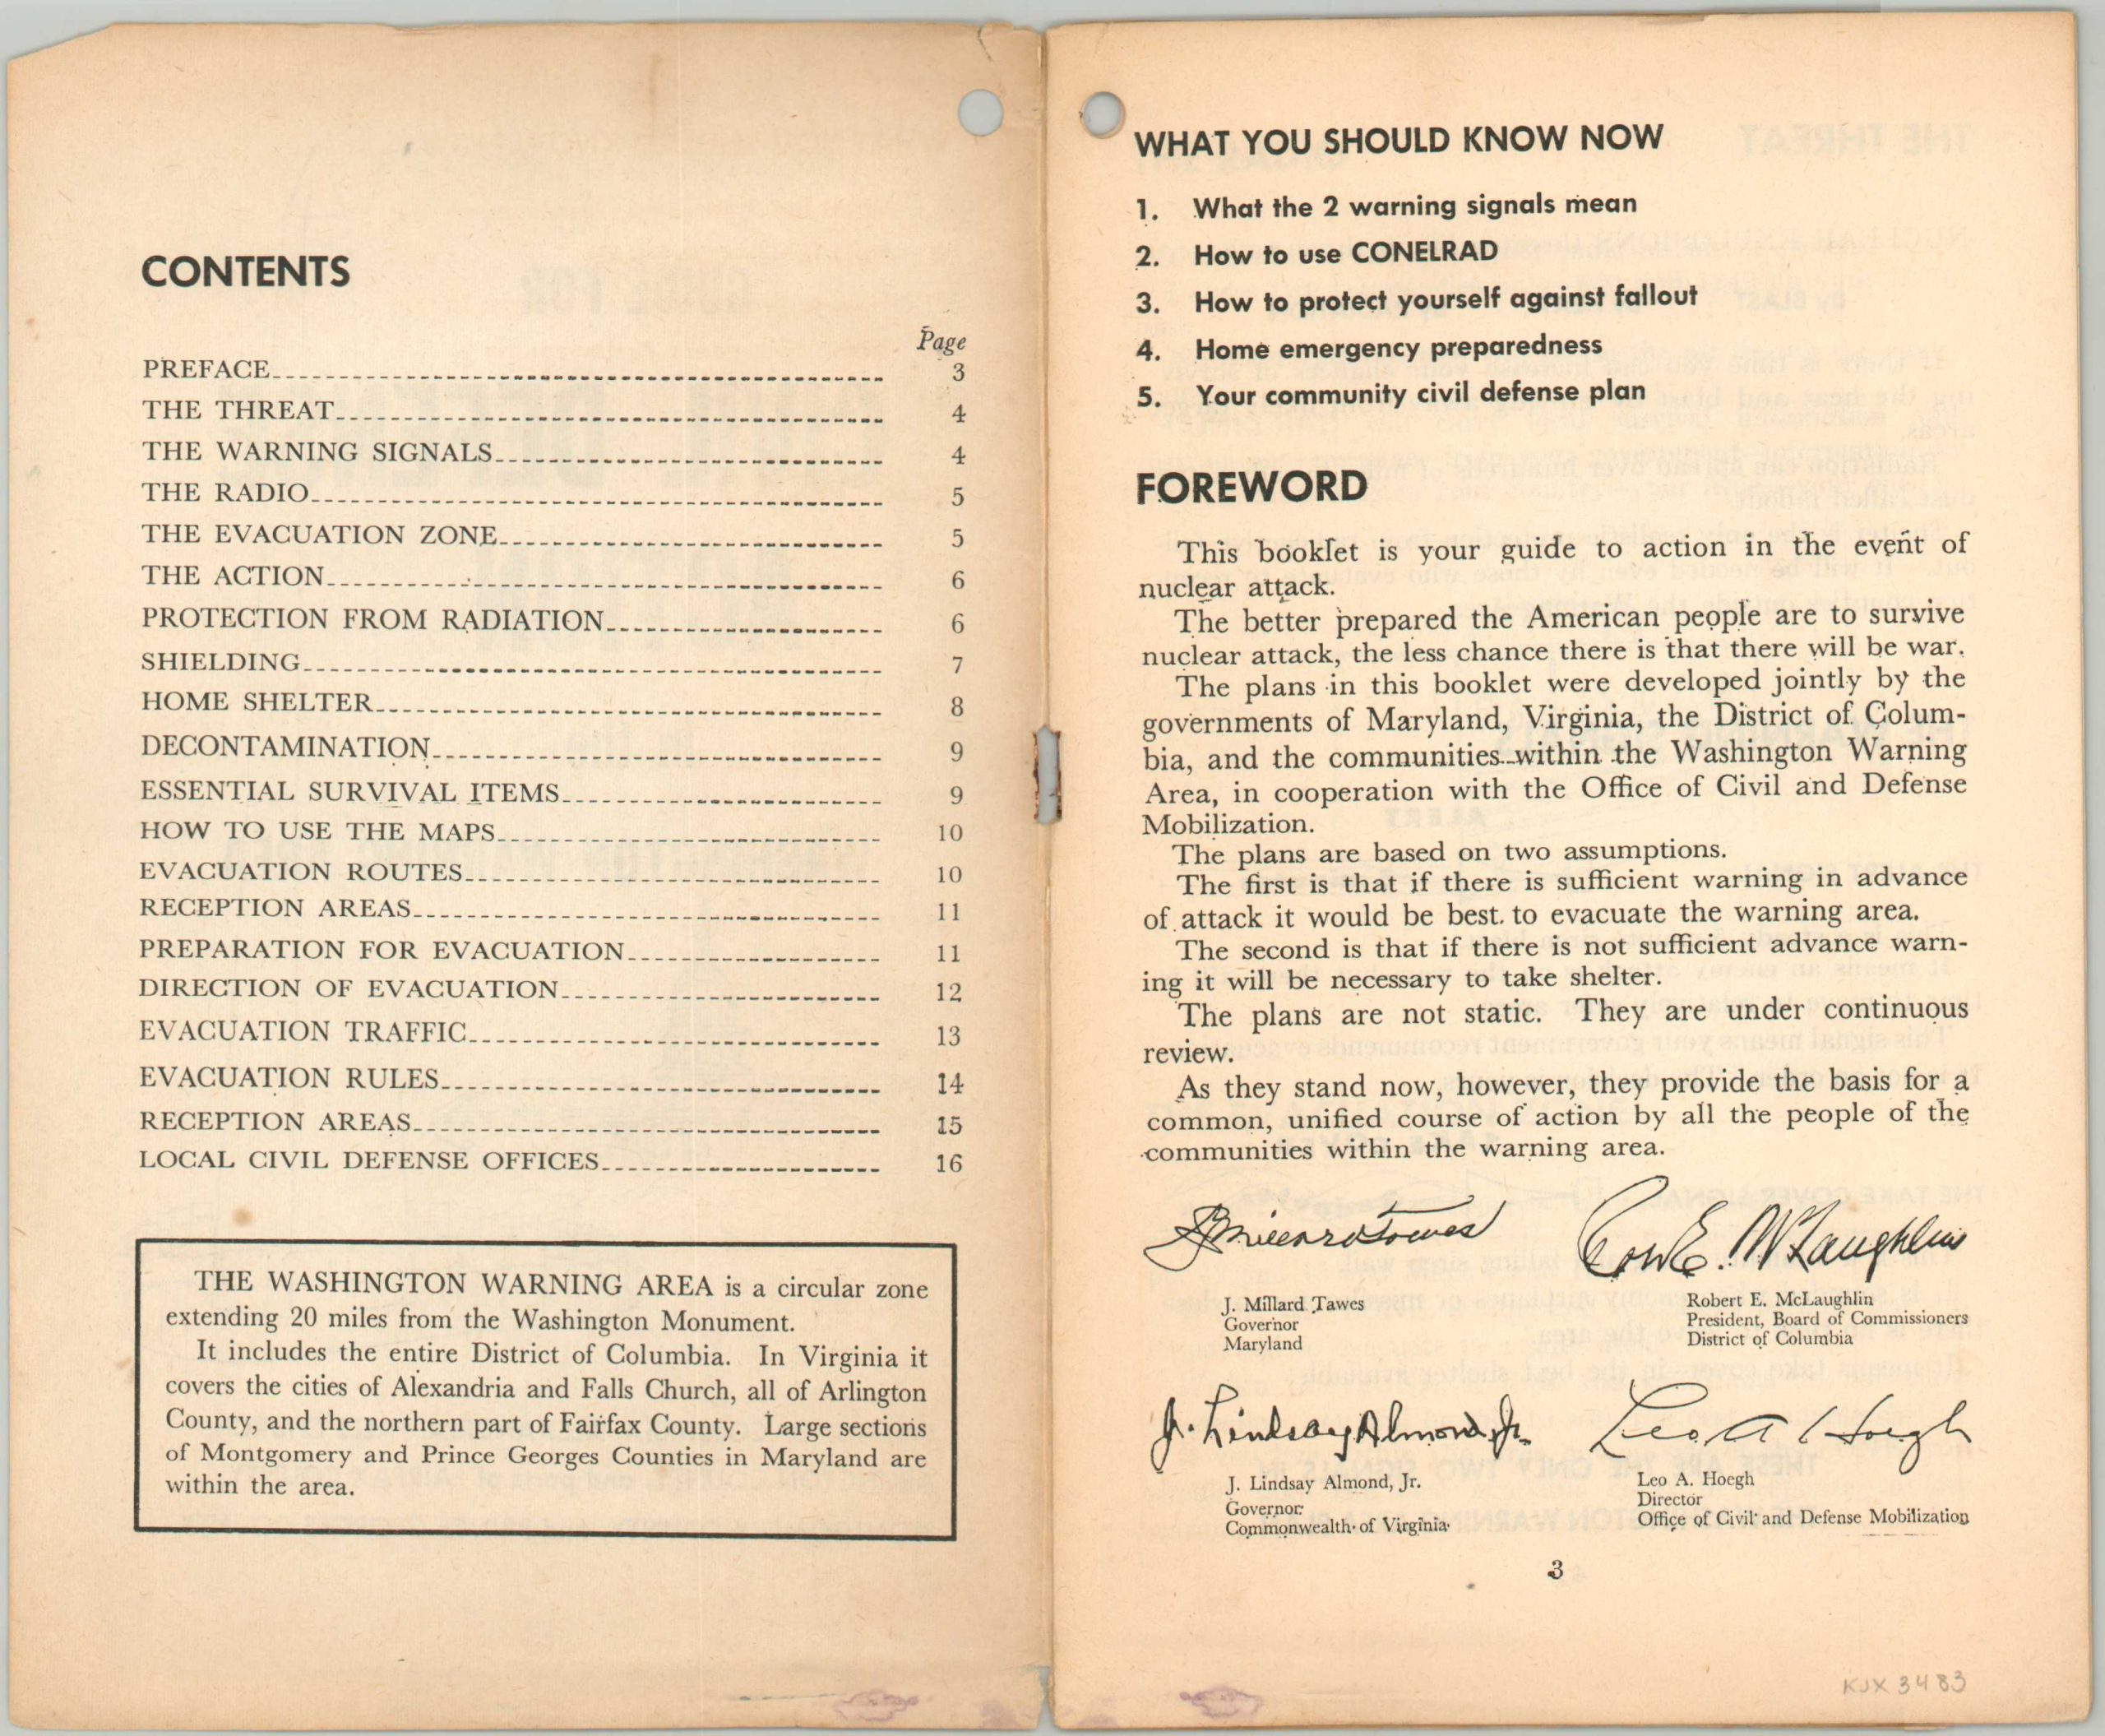 CONTENTS
Page
PREFACE 3
THE THREAT 4
THE WARNING SIGNALS 4
THE RADIO 5
THE EVACUATION ZONE 5
THE ACTION 6
PROTECTION FROM RADIATION 6
SHIELDING 7
HOME SHELTER 8
DECONTAMINATION 9
ESSENTIAL SURVIVAL ITEMS 9
HOW TO USE THE MAPS 10
EVACUATION ROUTES 10
RECEPTION AREAS 11
PREPARATION FOR EVACUATION 11
DIRECTION OF EVACUATION 12
EVACUATION TRAFFIC 13
EVACUATION RULES 14
RECEPTION AREAS 15
LOCAL CIVIL DEFENSE OFFICES 16
THE WASHINGTON WARNING AREA is a circular zone
extending 20 miles from the Washington Monument.
It includes the entire District of Columbia. In Virginia it
covers the cities of Alexandria and Falls Church, all of Arlington
County, and the northern part of Fairfax County. Large sections
of Montgomery and Prince Georges Counties in Maryland are
within the area.
WHAT YOU SHOULD KNOW NOW
1. What the 2 warning signals mean
2. How to use CONELRAD
3. How to protect yourself against fallout
4. Home emergency preparedness
5. Your community civil defense plan
FOREWORD
This booklet is your guide to action in the event of
nuclear attack.
The better prepared the American people are to survive
nuclear attack, the less chance there is that there will be war.
The plans in this booklet were developed jointly by the
governments of Maryland, Virginia, the District of Colum-
bia, and the communities within the Washington Warning
Area, in cooperation with the Office of Civil and Defense
Mobilization.
The plans are based on two assumptions.
The first is that if there is sufficient warning in advance
of attack it would be best to evacuate the warning area.
The second is that if there is not sufficient advance warn-
ing it will be necessary to take shelter.
The plans are not static. They are under continuous
review.
As they stand now, however, they provide the basis for a
common, unified course of action by all the people of the
communities within the warning area.
J Millard Tawes
J. Millard Tawes
Governor
Maryland
Robt E. McLaughlin
Robert E. McLaughlin
President, Board of Commissioners
District of Columbia
J. Lindsay Almond, Jr.
J. Lindsay Almond, Jr.
Governor
Commonwealth of Virginia
Leo A Hoegh
Leo A. Hoegh
Director
Office of Civil and Defense Mobilization
3
KJX 3483